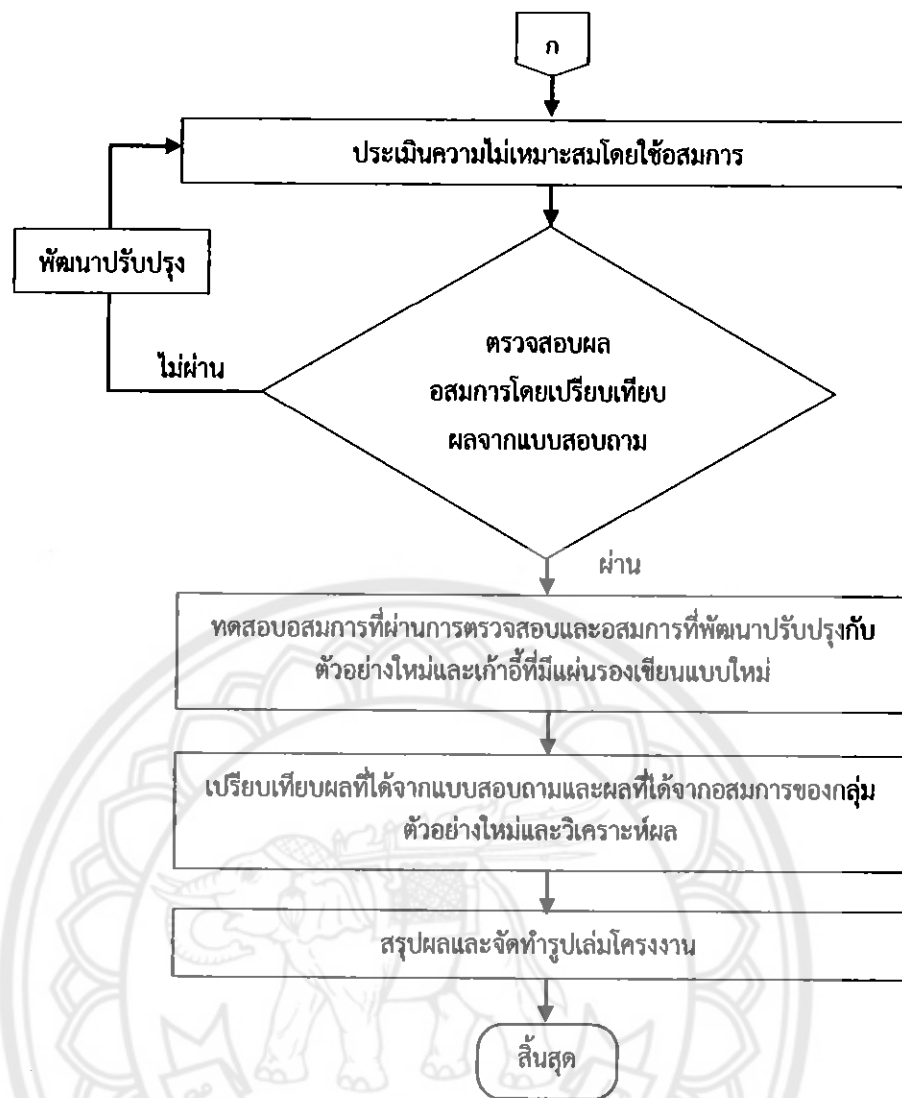 ก
ประเมินความไม่เหมาะสมโดยใช้อสมการ
พัฒนาปรับปรุง
ไม่ผ่าน
ตรวจสอบผล
อสมการโดยเปรียบเทียบ
ผลจากแบบสอบถาม
ผ่าน
ทดสอบอสมการที่ผ่านการตรวจสอบและอสมการที่พัฒนาปรับปรุงกับ
ตัวอย่างใหม่และเก้าอี้ที่มีแผ่นรองเขียนแบบใหม่
เปรียบเทียบผลที่ได้จากแบบสอบถามและผลที่ได้จากอสมการของกลุ่ม
ตัวอย่างใหม่และวิเคราะห์ผล
สรุปผลและจัดทำรูปเล่มโครงงาน
สิ้นสุด